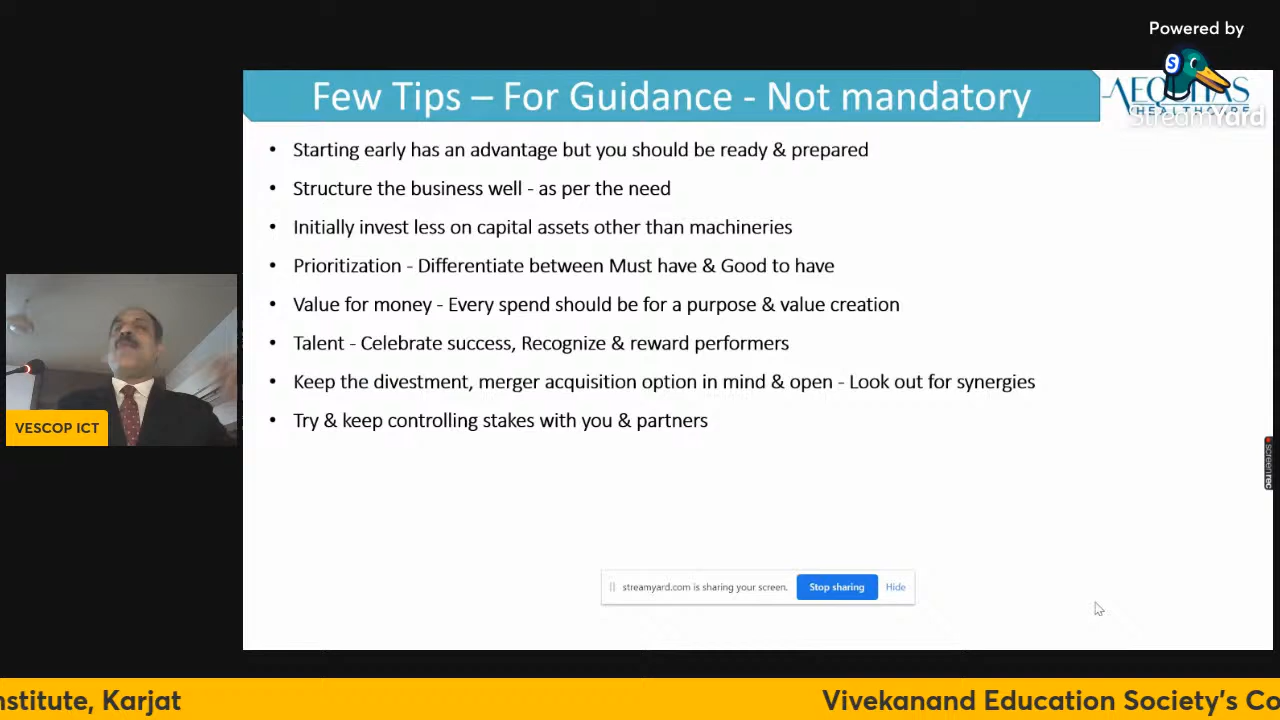 Powered by
Few Tips – For Guidance - Not mandatory
AEQUITAS
HEALTHCARE
StreamYard
• Starting early has an advantage but you should be ready & prepared
• Structure the business well - as per the need
• Initially invest less on capital assets other than machineries
• Prioritization - Differentiate between Must have & Good to have
• Value for money - Every spend should be for a purpose & value creation
• Talent - Celebrate success, Recognize & reward performers
• Keep the divestment, merger acquisition option in mind & open - Look out for synergies
• Try & keep controlling stakes with you & partners
VESCOP ICT
screenrec
streamyard.com is sharing your screen. Stop sharing Hide
nstitute, Karjat Vivekanand Education Society's Co